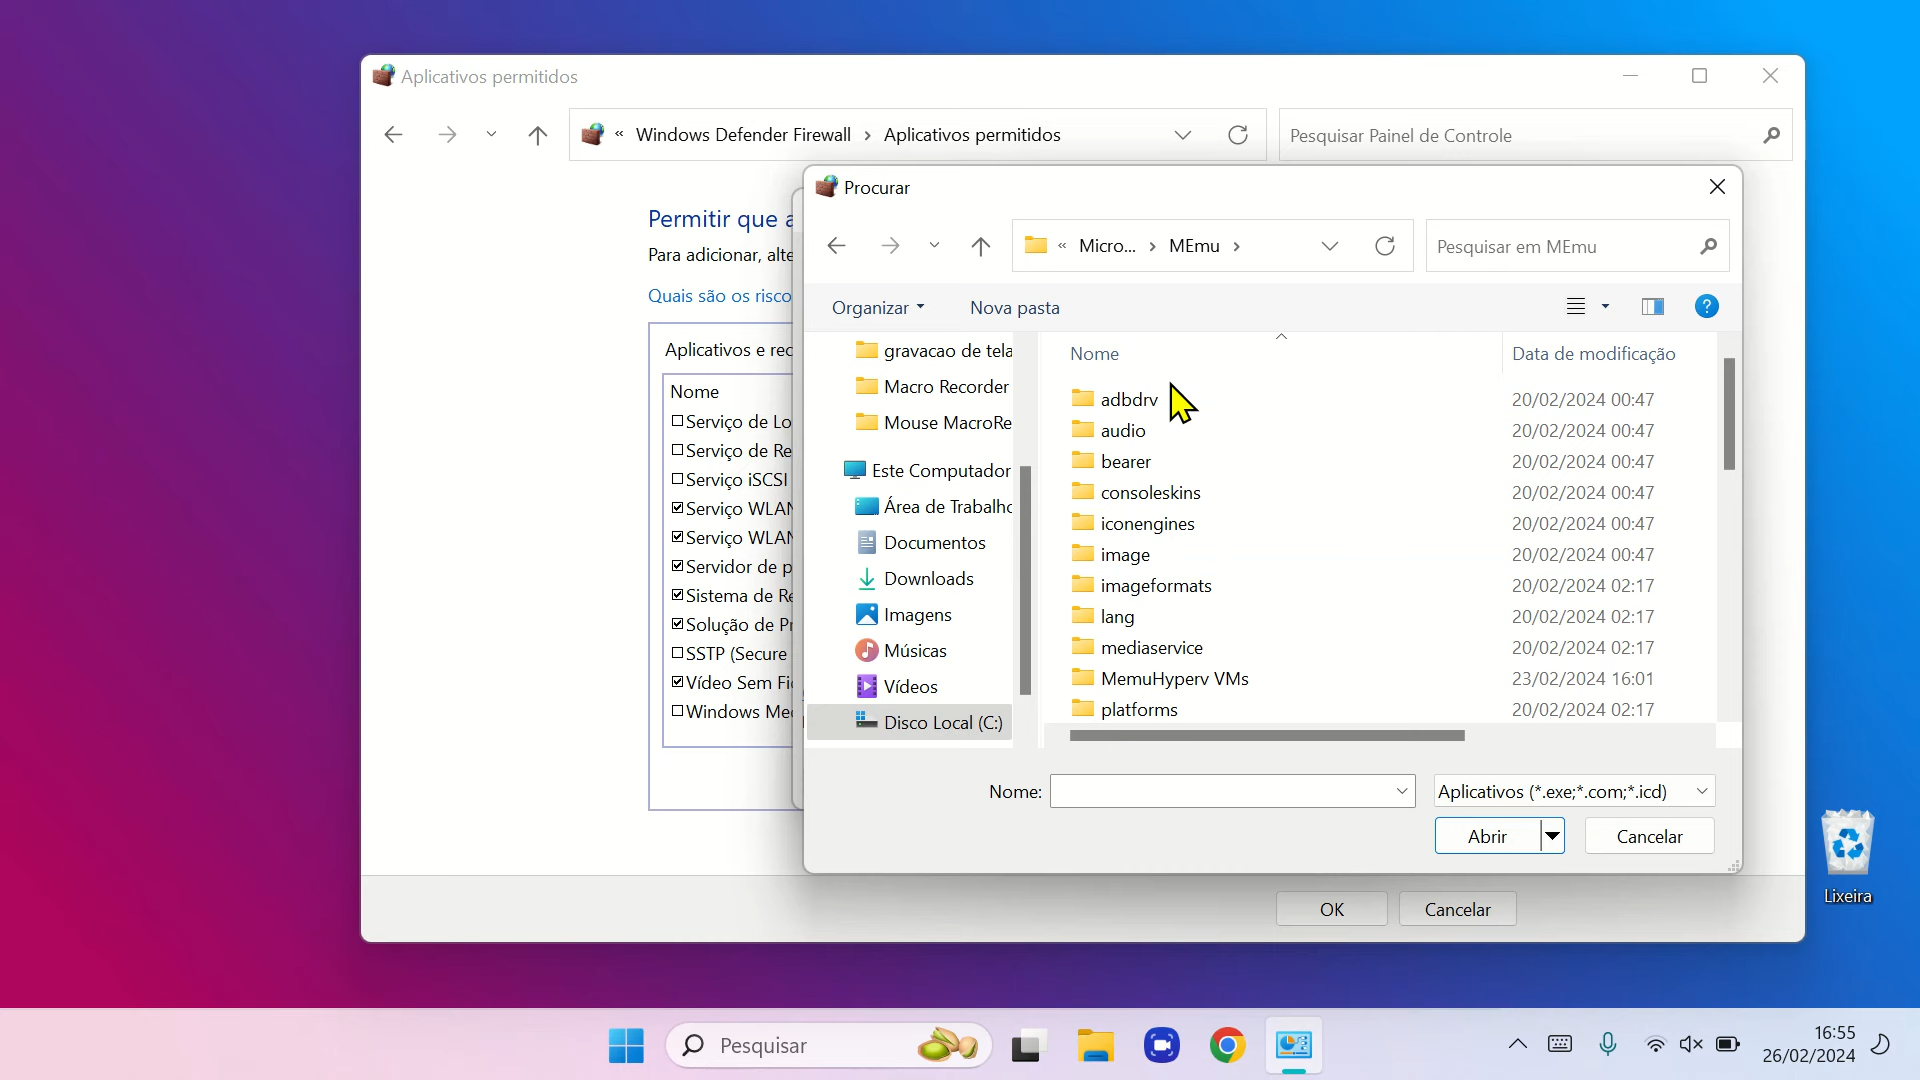 Aplicativos permitidos
« Windows Defender Firewall › Aplicativos permitidos
Pesquisar Painel de Controle
Permitir que a
Para adicionar, alte
Quais são os risco
Aplicativos e rec
Nome
Serviço de Lo
Serviço de Re
Serviço iSCSI
Serviço WLAN
Serviço WLAN
Servidor de p
Sistema de Re
Solução de Pr
SSTP (Secure
Vídeo Sem Fi
Windows Med
Procurar
« Micro... › MEmu ›
Pesquisar em MEmu
Organizar
Nova pasta
gravacao de tela
Macro Recorder
Mouse MacroRe
Este Computador
Área de Trabalho
Documentos
Downloads
Imagens
Músicas
Vídeos
Disco Local (C:)
Nome
Data de modificação
adbdrv 20/02/2024 00:47
audio 20/02/2024 00:47
bearer 20/02/2024 00:47
consoleskins 20/02/2024 00:47
iconengines 20/02/2024 00:47
image 20/02/2024 00:47
imageformats 20/02/2024 02:17
lang 20/02/2024 02:17
mediaservice 20/02/2024 02:17
MemuHyperv VMs 23/02/2024 16:01
platforms 20/02/2024 02:17
Nome:
Aplicativos (*.exe;*.com;*.icd)
Abrir
Cancelar
OK
Cancelar
Lixeira
Pesquisar
16:55
26/02/2024